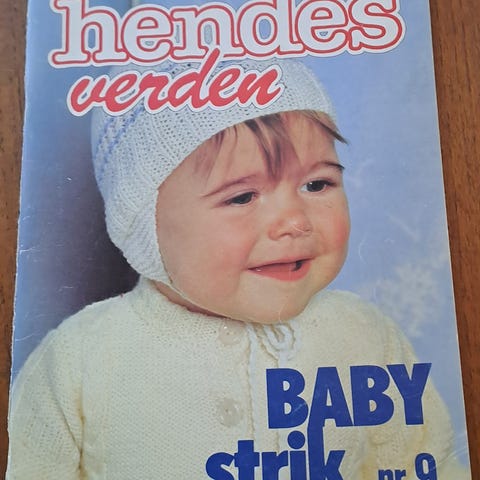 hendes
verden
BABY
strik nr 9